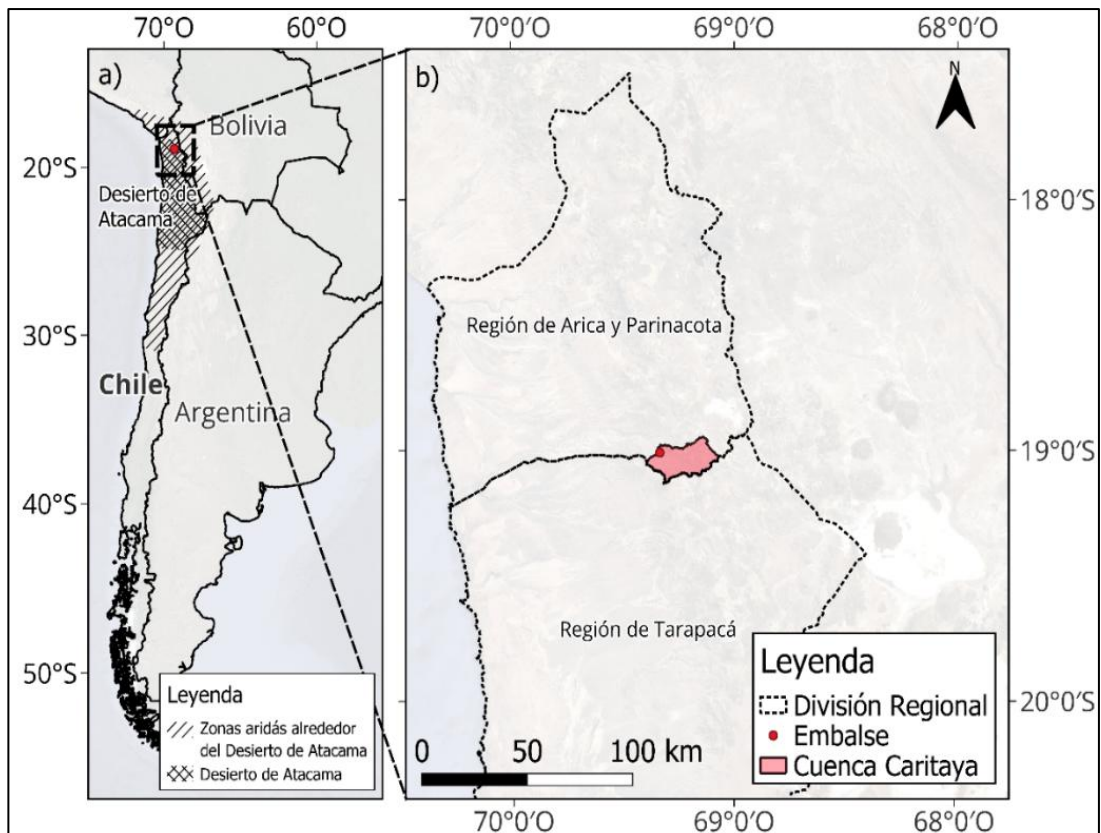 70°O
60°O
a)
Bolivia
20°S
Desierto de
Atacama
30°S
Chile
Argentina
40°S
50°S
Leyenda
Zonas aridás alrededor
del Desierto de Atacama
Desierto de Atacama
70°0'O
69°0'O
68°0'O
b)
N
18°0'S
Región de Arica y Parinacota
19°0'S
Región de Tarapacá
20°0'S
Leyenda
División Regional
Embalse
Cuenca Caritaya
0
50
100 km
70°0'O
69°0'O
68°0'O